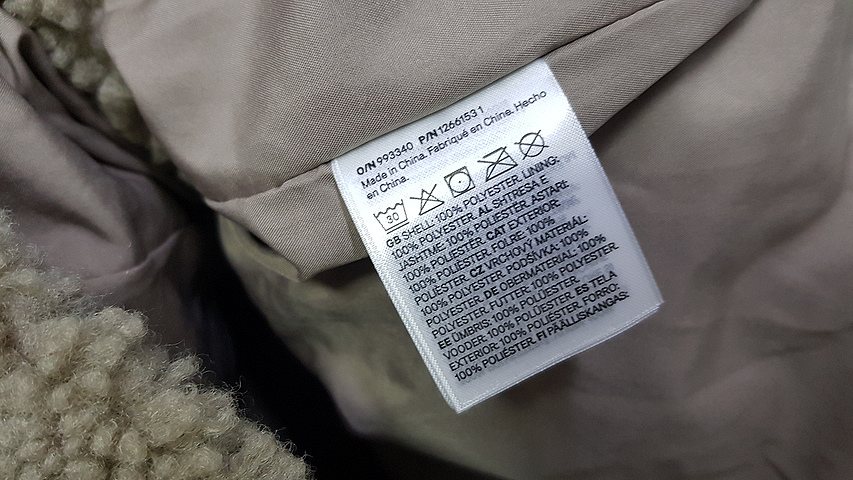 O/N 993340 P/N 1266153 1
Made in China. Fabriqué en Chine. Hecho
en China.
30
GB SHELL: 100% POLYESTER, LINING:
100% POLYESTER. AL SHTRESA E
JASHTME: 100% POLIESTER, ASTARI:
100% POLIESTER. CAT EXTERIOR:
100% POLIÈSTER, FOLRE: 100%
POLIÈSTER. CZ VRCHOVÝ MATERIÁL:
100% POLYESTER, PODŠÍVKA: 100%
POLYESTER. DE OBERMATERIAL: 100%
POLYESTER, FUTTER: 100% POLYESTER.
EE ÜMBRIS: 100% POLÜESTER,
VOODER: 100% POLÜESTER. ES TELA
EXTERIOR: 100% POLIÉSTER, FORRO:
100% POLIÉSTER. FI PÄÄLLISKANGAS: